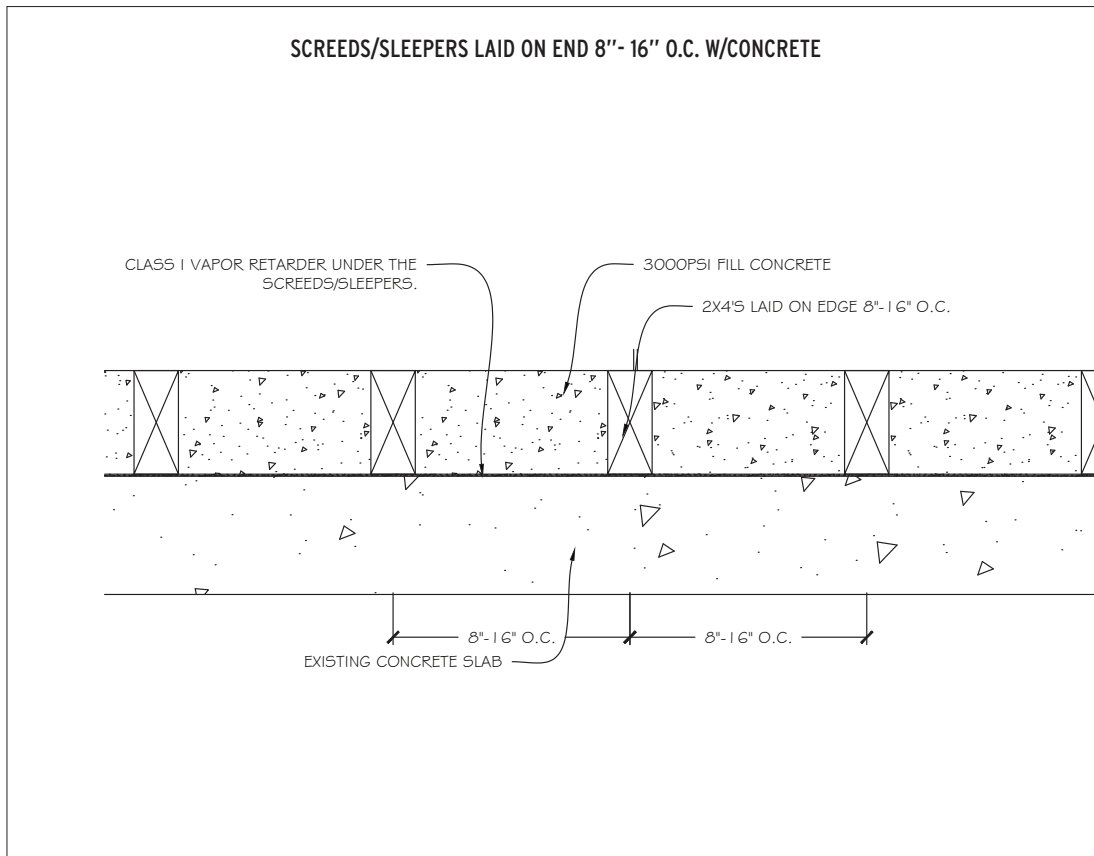 SCREEDS/SLEEPERS LAID ON END 8"- 16" O.C. W/CONCRETE
CLASS I VAPOR RETARDER UNDER THE
SCREEDS/SLEEPERS.
3000PSI FILL CONCRETE
2X4'S LAID ON EDGE 8"-16" O.C.
8"-16" O.C.
8"-16" O.C.
EXISTING CONCRETE SLAB